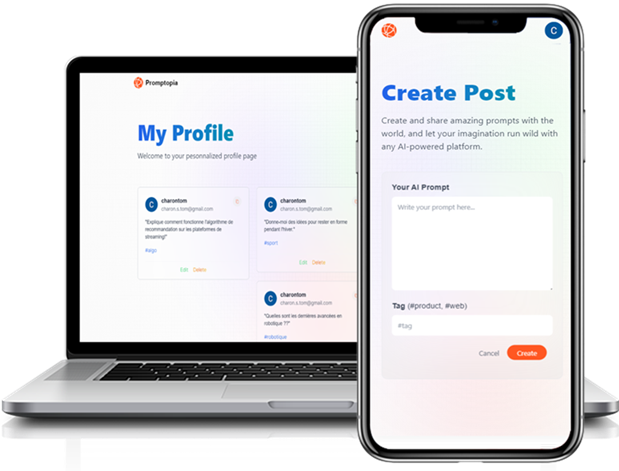 Promptopia
My Profile
Welcome to your pesonnalized profile page
C
charontom
charon.s.tom@gmail.com
"Explique comment fonctionne l'algorithme de
recommandation sur les plateformes de
streaming!"
#algo
Edit Delete
C
charontom
charon.s.tom@gmail.com
"Donne-moi des idées pour rester en forme
pendant l'hiver."
#sport
Edit Delete
C
charontom
charon.s.tom@gmail.com
"Quelles sont les dernières avancées en
robotique ??"
#robotique
C
Create Post
Create and share amazing prompts with the
world, and let your imagination run wild with
any AI-powered platform.
Your AI Prompt
Write your prompt here...
Tag (#product, #web)
#tag
Cancel Create